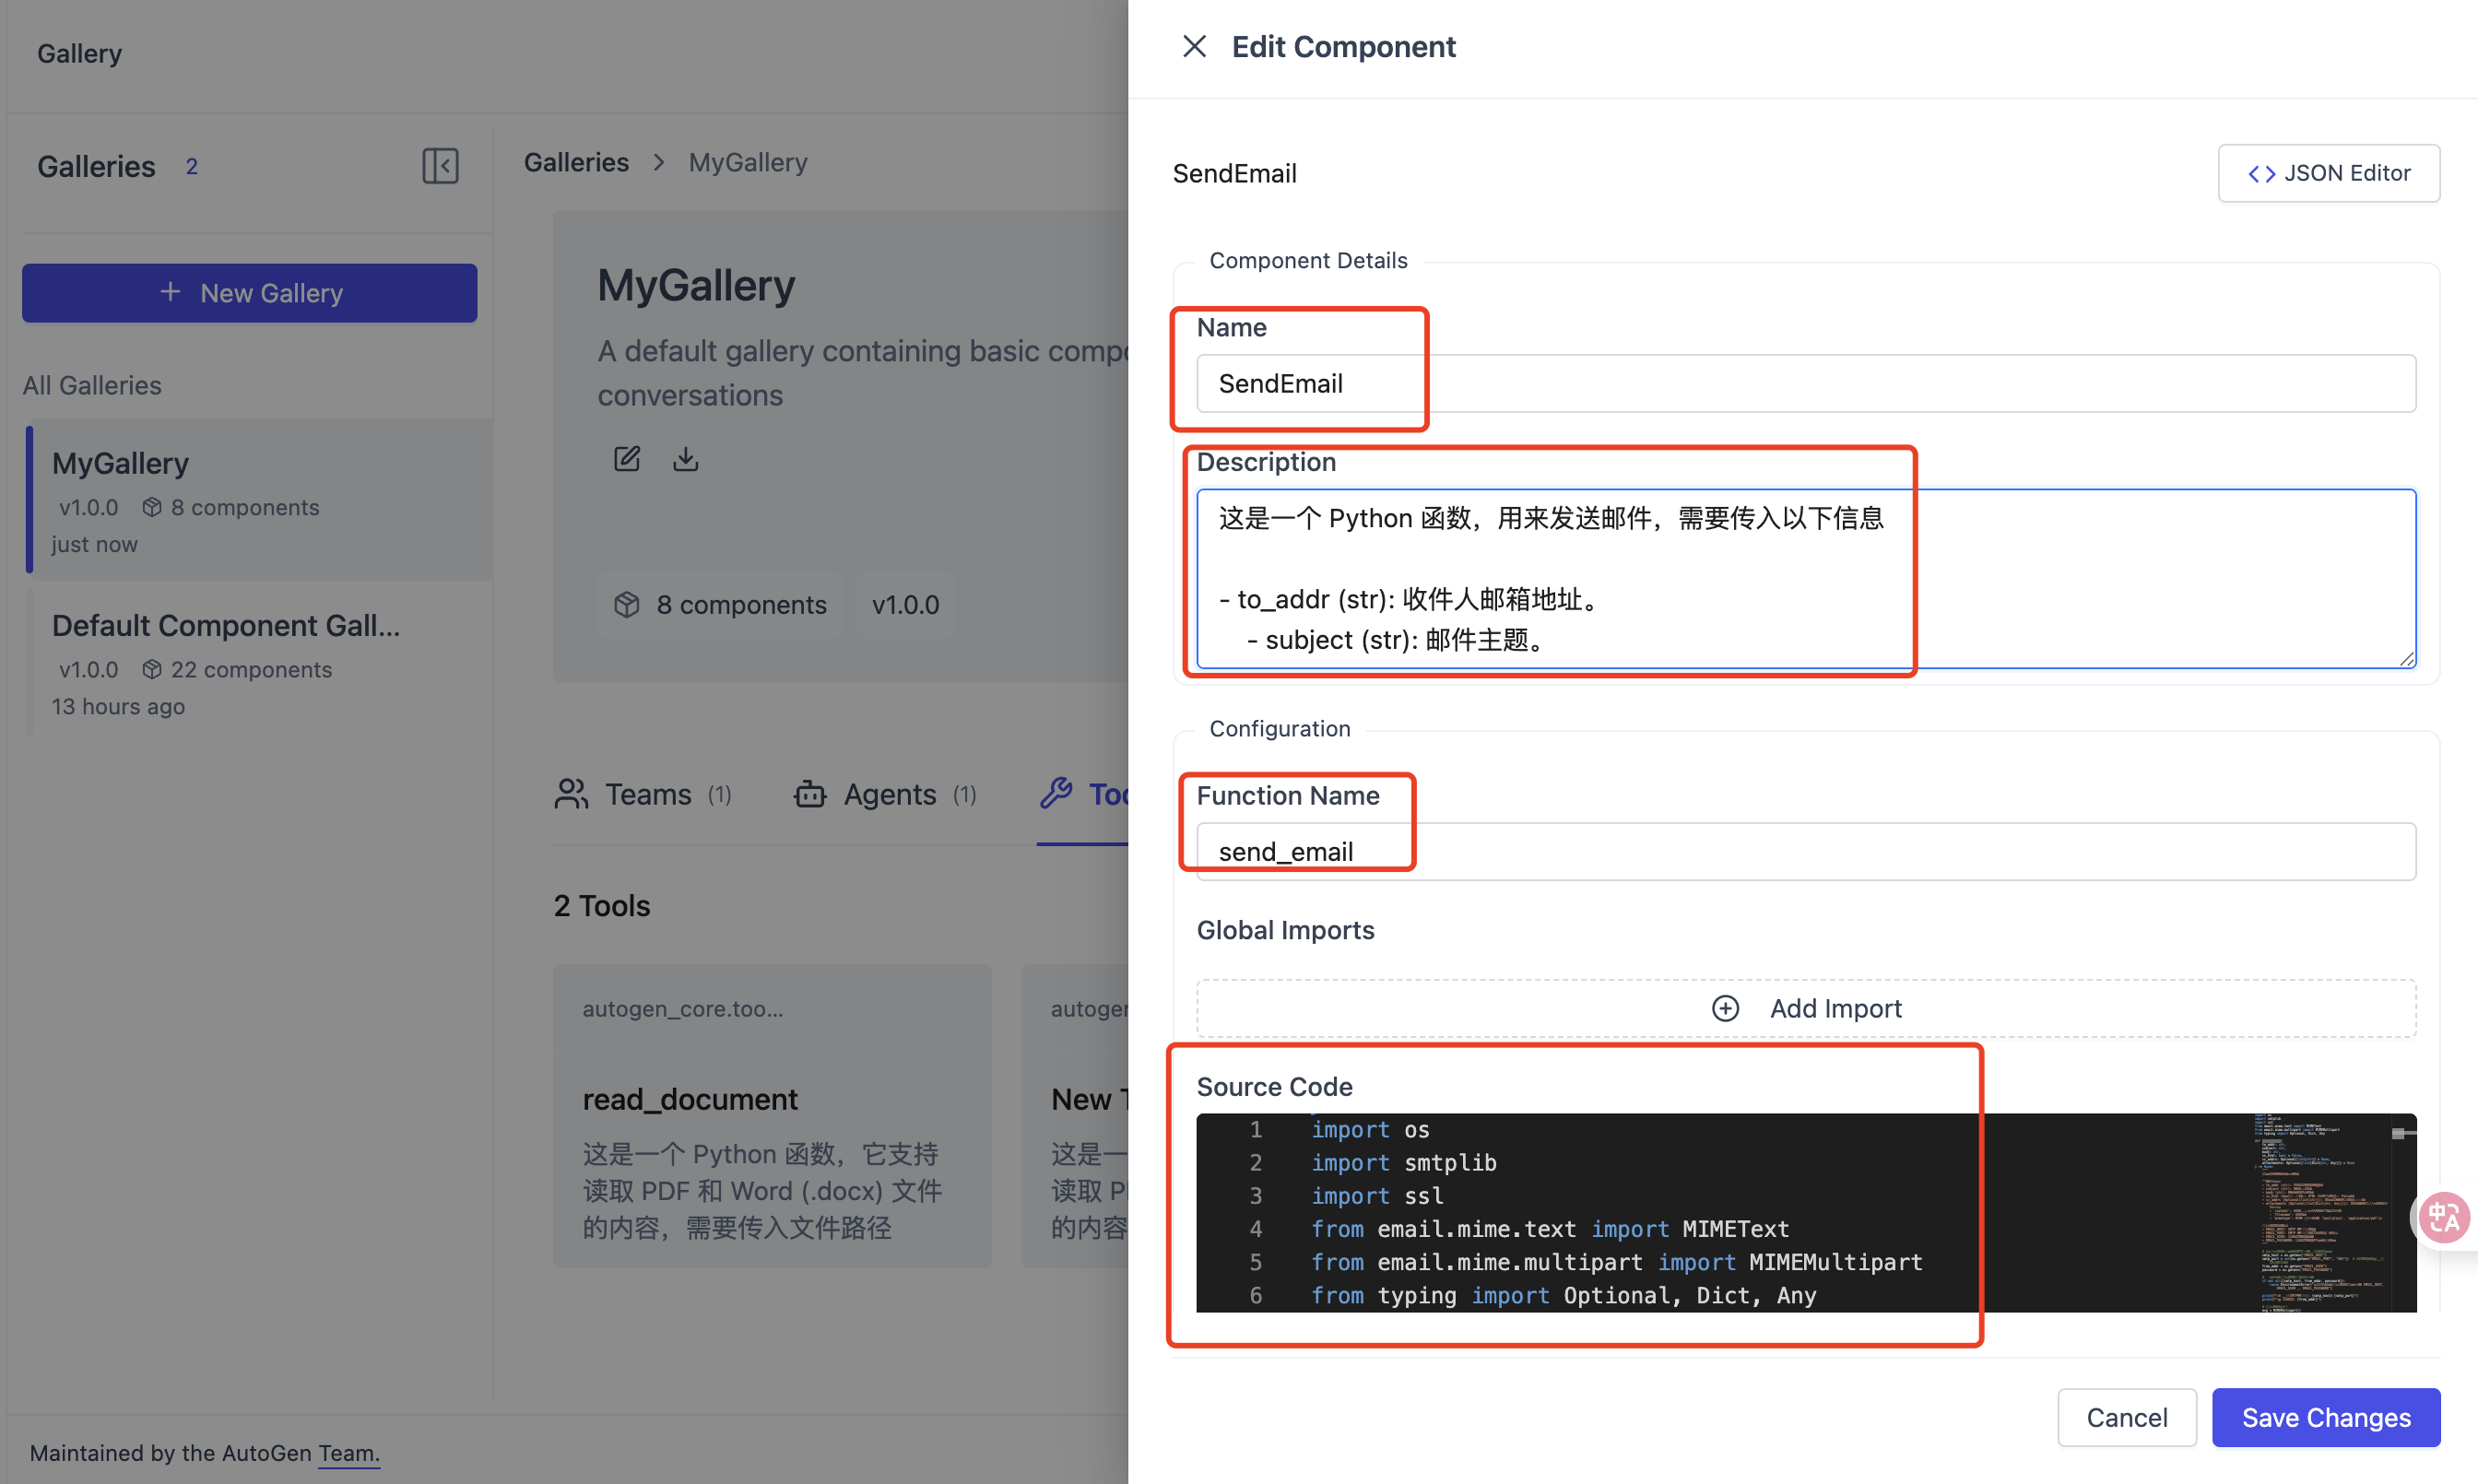 Gallery
Galleries 2
New Gallery
All Galleries
MyGallery
v1.0.0 8 components
just now
Default Component Gall...
v1.0.0 22 components
13 hours ago
Maintained by the AutoGen Team.
Galleries > MyGallery
MyGallery
A default gallery containing basic
conversations
8 components v1.0.0
Teams (1) Agents (1)
2 Tools
autogen_core.too...
read_document
这是一个 Python 函数，它支持
读取 PDF 和 Word (.docx) 文件
的内容，需要传入文件路径
New
这是一
读取
的内容
Edit Component
SendEmail
JSON Editor
Component Details
Name
SendEmail
Description
这是一个 Python 函数，用来发送邮件，需要传入以下信息
- to_addr (str): 收件人邮箱地址。
- subject (str): 邮件主题。
Configuration
Function Name
send_email
Global Imports
Add Import
Source Code
1 import os
2 import smtplib
3 import ssl
4 from email.mime.text import MIMEText
5 from email.mime.multipart import MIMEMultipart
6 from typing import Optional, Dict, Any
Cancel Save Changes